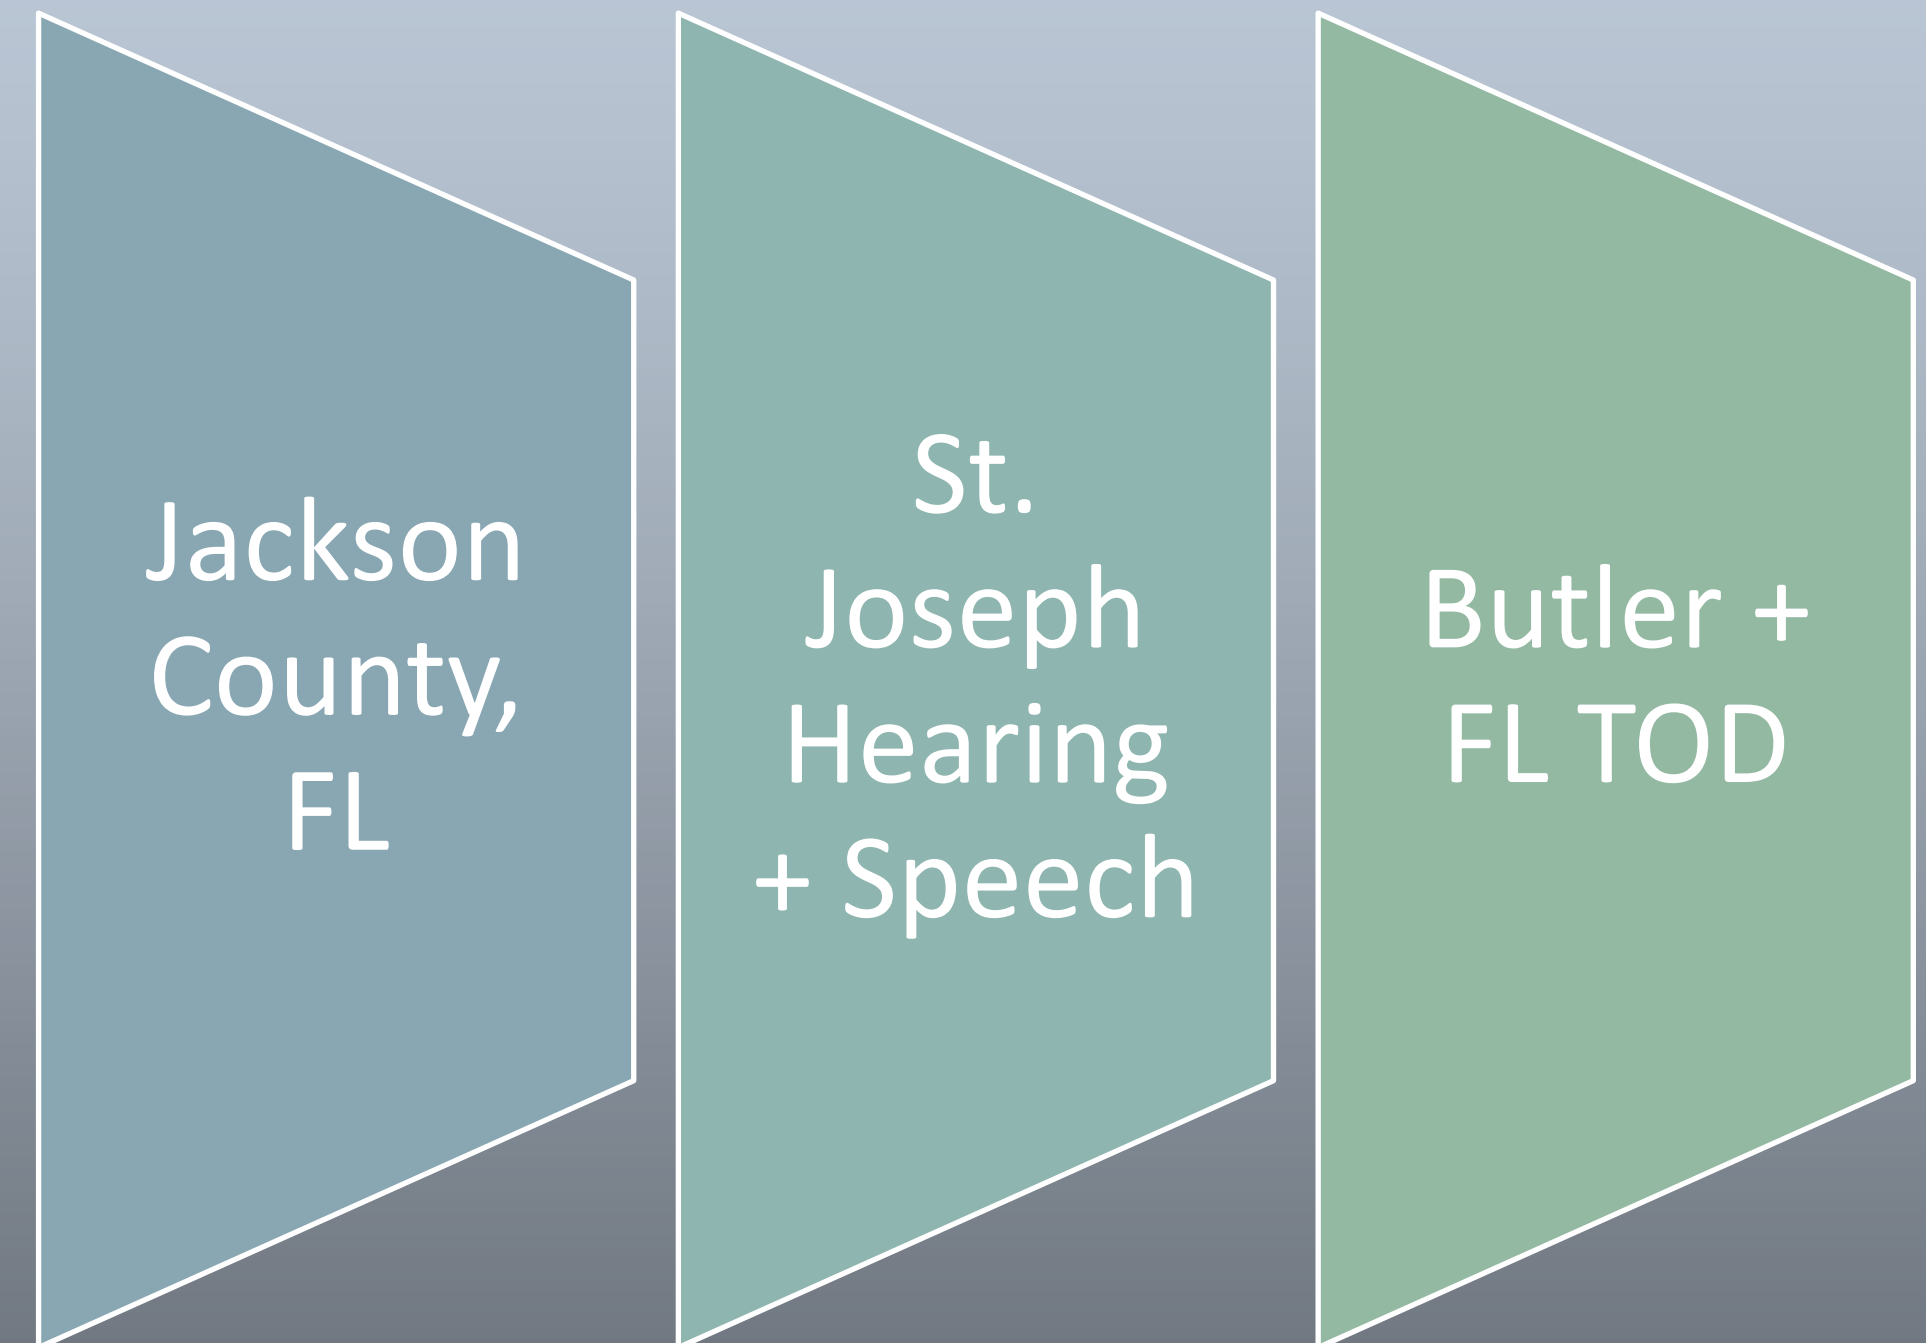 Jackson
County,
FL
St.
Joseph
Hearing
+ Speech
Butler +
FL TOD